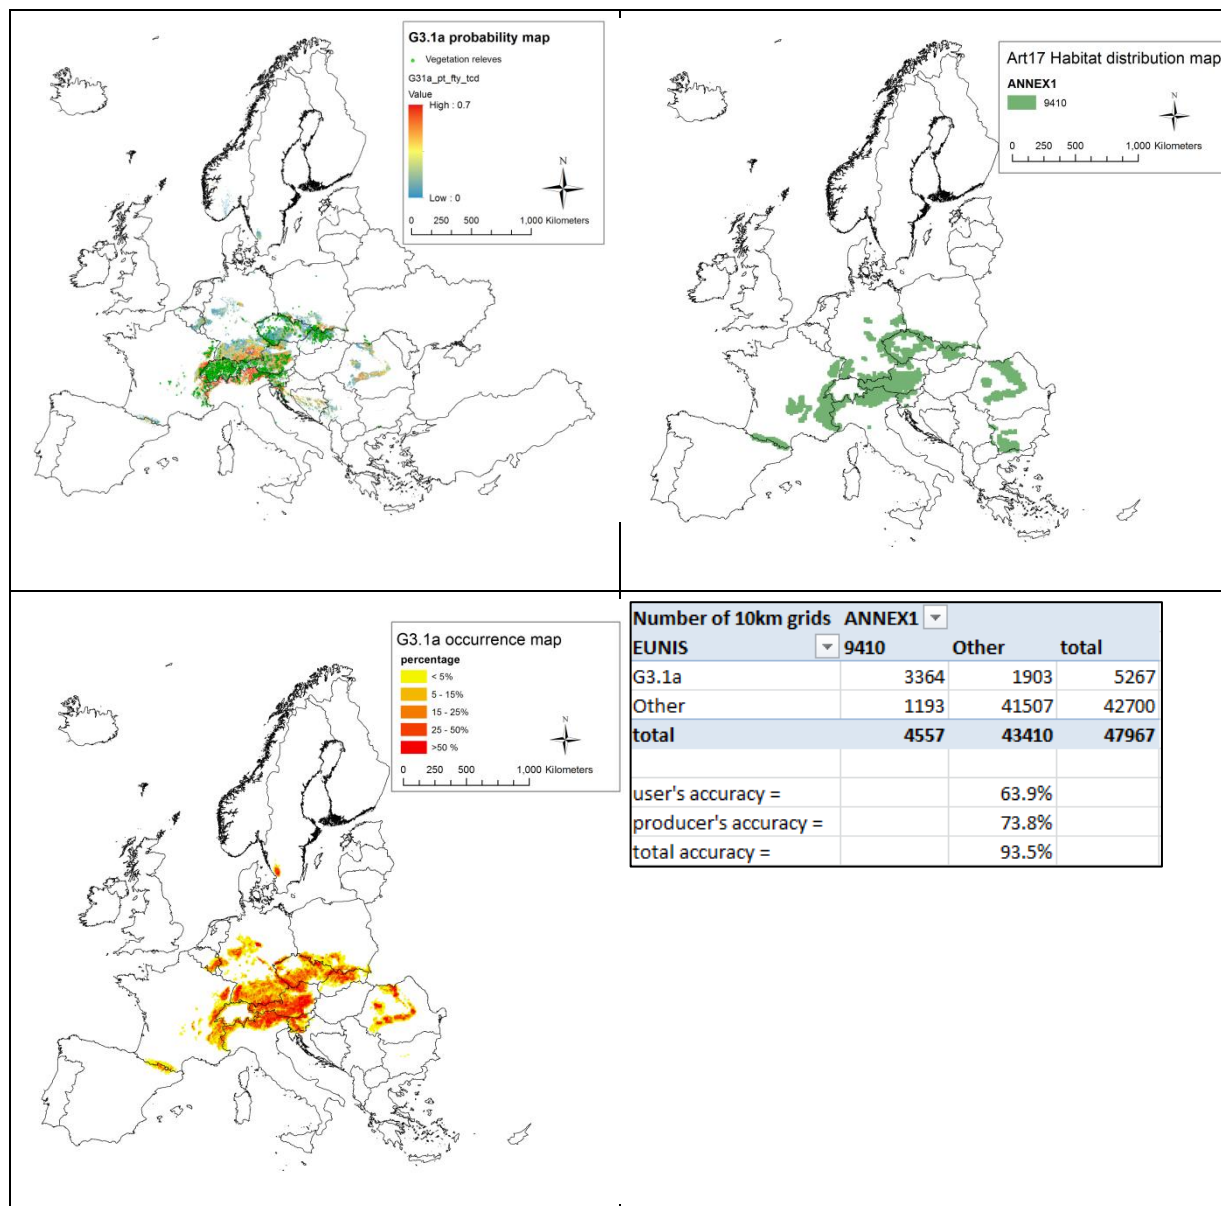 G3.1a probability map
Vegetation releves
G31a_pt_fty_tcd
Value
High : 0.7
Low : 0
N
0 250 500 1,000 Kilometers
Art17 Habitat distribution map
ANNEX1
9410
N
0 250 500 1,000 Kilometers
G3.1a occurrence map
percentage
< 5%
5 - 15%
15 - 25%
25 - 50%
>50 %
N
0 250 500 1,000 Kilometers
Number of 10km grids ANNEX1
EUNIS 9410 Other total
G3.1a 3364 1903 5267
Other 1193 41507 42700
total 4557 43410 47967
user's accuracy = 63.9%
producer's accuracy = 73.8%
total accuracy = 93.5%